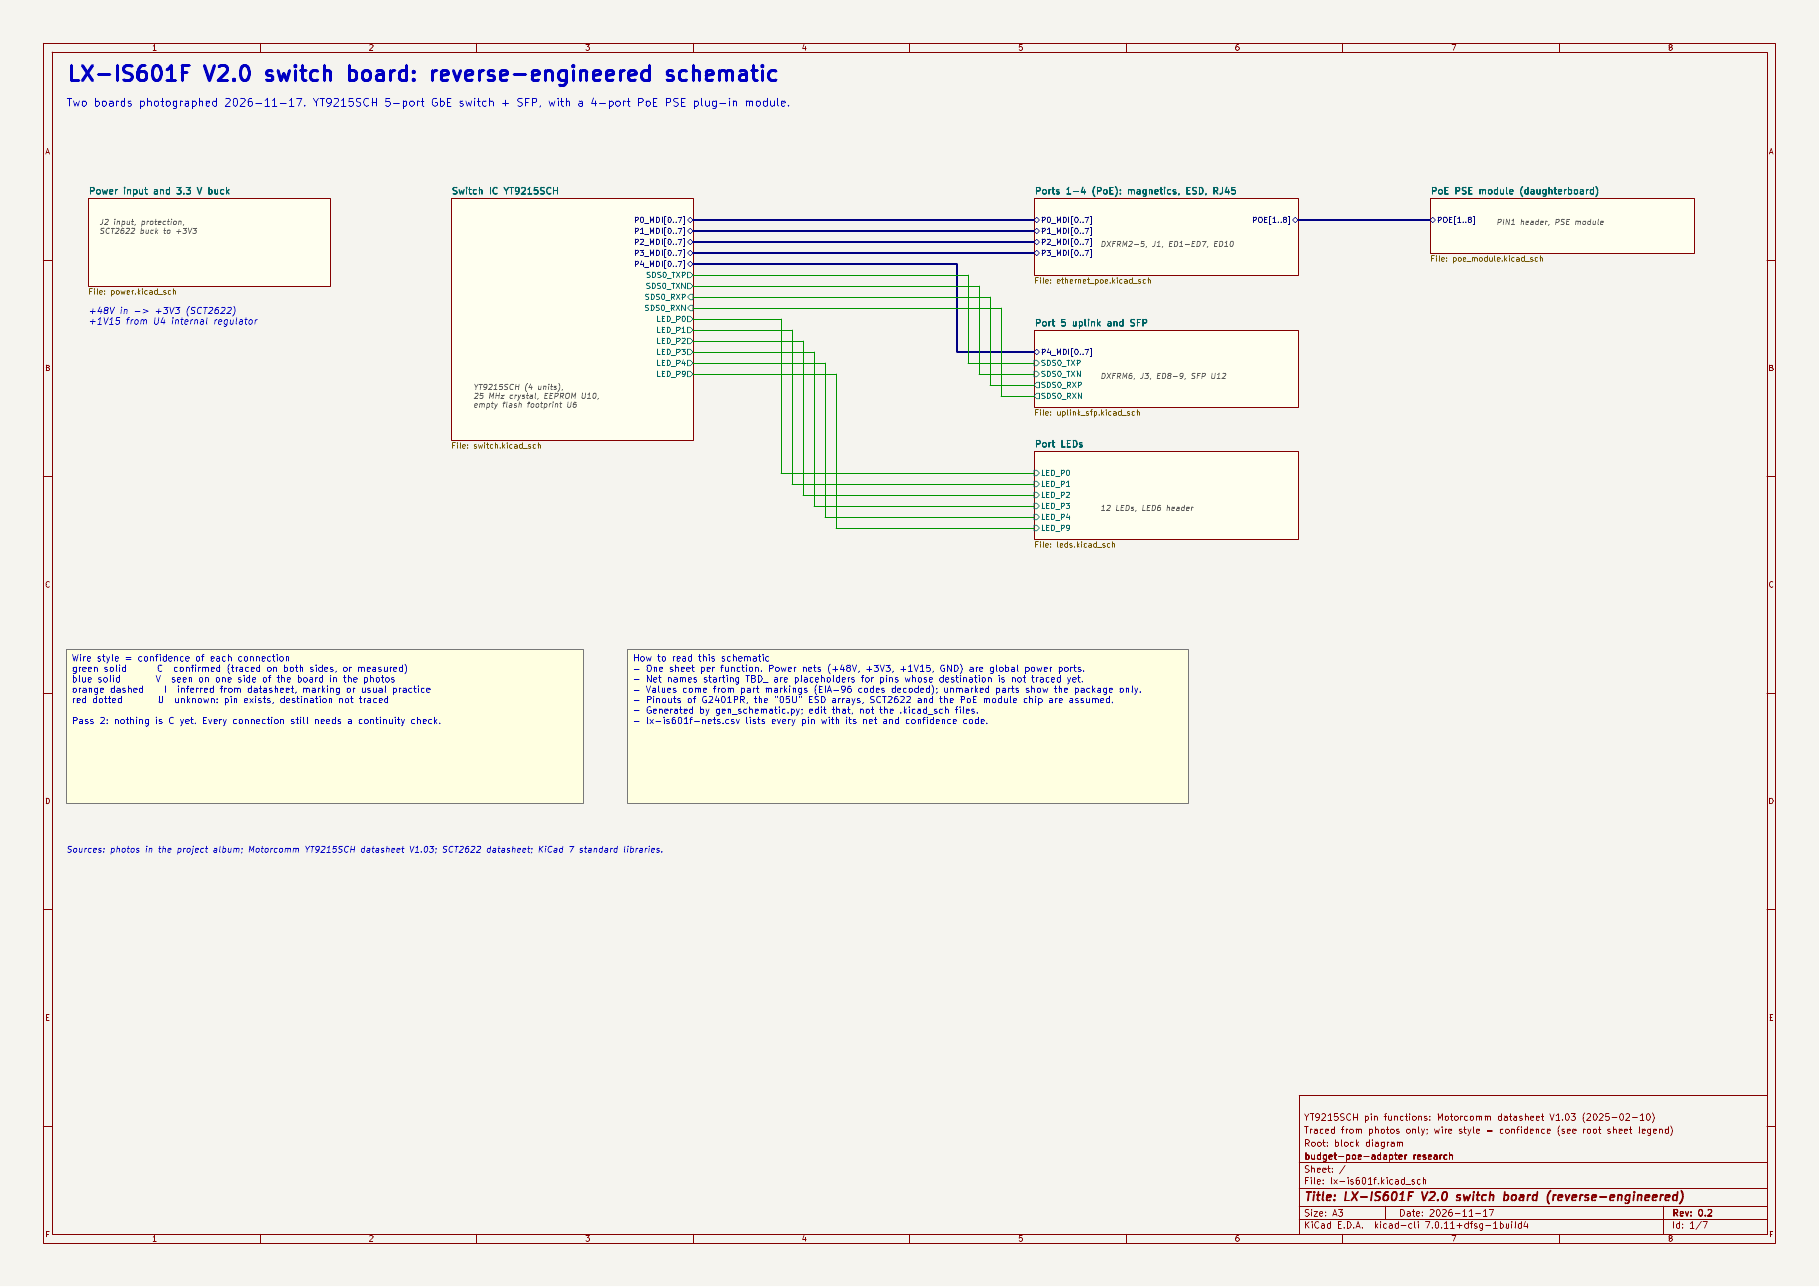 1 2 3 4 5 6 7 8
LX-IS601F V2.0 switch board: reverse-engineered schematic
Two boards photographed 2026-11-17. YT9215SCH 5-port GbE switch + SFP, with a 4-port PoE PSE plug-in module.
A A
Power input and 3.3 V buck
J2 input, protection,
SCT2622 buck to +3V3
File: power.kicad_sch
+48V in -> +3V3 (SCT2622)
+1V15 from U4 internal regulator
Switch IC YT9215SCH
P0_MDI[0..7]
P1_MDI[0..7]
P2_MDI[0..7]
P3_MDI[0..7]
P4_MDI[0..7]
SDS0_TXP
SDS0_TXN
SDS0_RXP
SDS0_RXN
LED_P0
LED_P1
LED_P2
LED_P3
LED_P4
LED_P9
YT9215SCH (4 units),
25 MHz crystal, EEPROM U10,
empty flash footprint U6
File: switch.kicad_sch
Ports 1-4 (PoE): magnetics, ESD, RJ45
P0_MDI[0..7]
P1_MDI[0..7]
P2_MDI[0..7]
P3_MDI[0..7]
POE[1..8]
DXFRM2-5, J1, ED1-ED7, ED10
File: ethernet_poe.kicad_sch
PoE PSE module (daughterboard)
POE[1..8]
PIN1 header, PSE module
File: poe_module.kicad_sch
Port 5 uplink and SFP
P4_MDI[0..7]
SDS0_TXP
SDS0_TXN
SDS0_RXP
SDS0_RXN
DXFRM6, J3, ED8-9, SFP U12
File: uplink_sfp.kicad_sch
B B
Port LEDs
LED_P0
LED_P1
LED_P2
LED_P3
LED_P4
LED_P9
12 LEDs, LED6 header
File: leds.kicad_sch
C C
Wire style = confidence of each connection
green solid C confirmed (traced on both sides, or measured)
blue solid V seen on one side of the board in the photos
orange dashed I inferred from datasheet, marking or usual practice
red dotted U unknown: pin exists, destination not traced
Pass 2: nothing is C yet. Every connection still needs a continuity check.
How to read this schematic
- One sheet per function. Power nets (+48V, +3V3, +1V15, GND) are global power ports.
- Net names starting TBD_ are placeholders for pins whose destination is not traced yet.
- Values come from part markings (EIA-96 codes decoded); unmarked parts show the package only.
- Pinouts of G2401PR, the "05U" ESD arrays, SCT2622 and the PoE module chip are assumed.
- Generated by gen_schematic.py; edit that, not the .kicad_sch files.
- lx-is601f-nets.csv lists every pin with its net and confidence code.
D D
Sources: photos in the project album; Motorcomm YT9215SCH datasheet V1.03; SCT2622 datasheet; KiCad 7 standard libraries.
E E
YT9215SCH pin functions: Motorcomm datasheet V1.03 (2025-02-10)
Traced from photos only; wire style = confidence (see root sheet legend)
Root: block diagram
budget-poe-adapter research
Sheet: /
File: lx-is601f.kicad_sch
Title: LX-IS601F V2.0 switch board (reverse-engineered)
Size: A3 Date: 2026-11-17 Rev: 0.2
KiCad E.D.A. kicad-cli 7.0.11+dfsg-1build4 Id: 1/7
F F
1 2 3 4 5 6 7 8